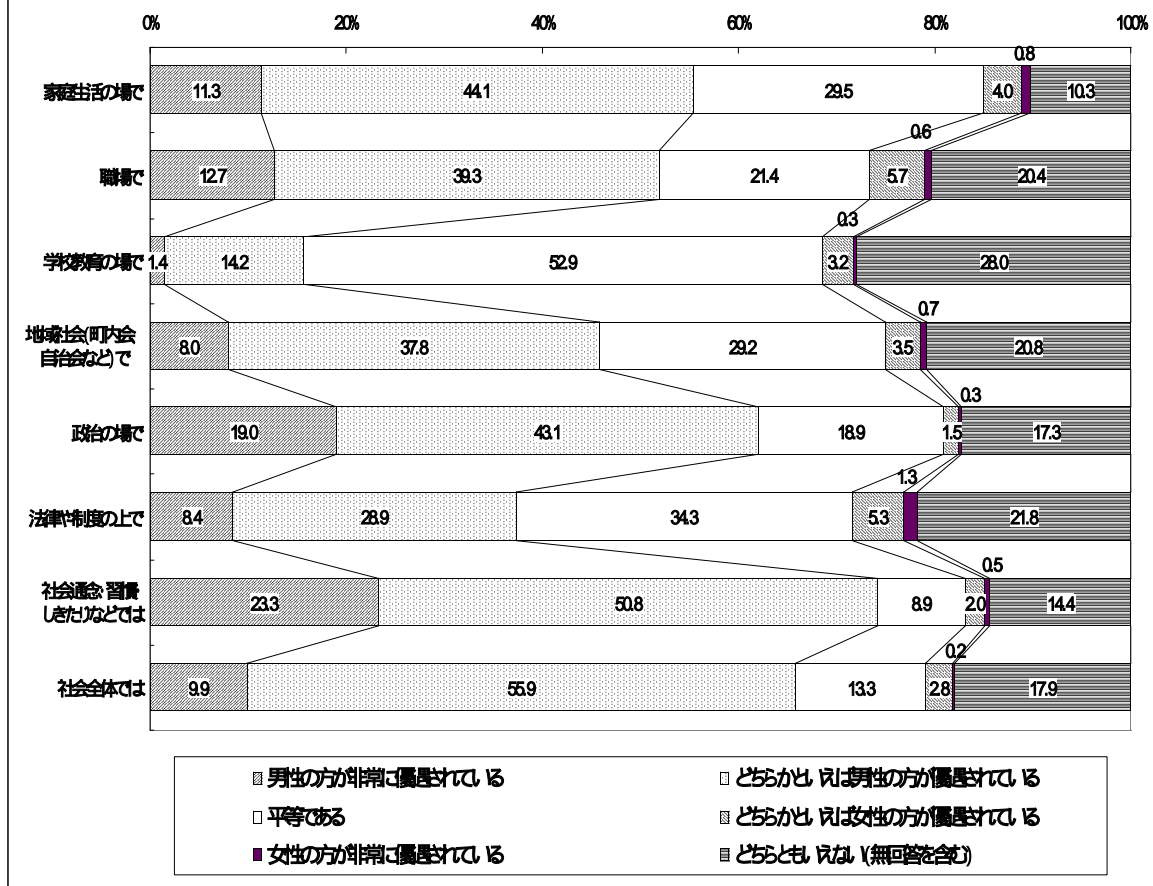 0% 20% 40% 60% 80% 100%
0.8
家庭生活の場で 11.3 44.1 29.5 4.0 10.3
0.6
職場で 12.7 39.3 21.4 5.7 20.4
0.3
学校教育の場で 1.4 14.2 52.9 3.2 28.0
0.7
地域社会(町内会・
自治会など)で 8.0 37.8 29.2 3.5 20.8
0.3
政治の場で 19.0 43.1 18.9 1.5 17.3
1.3
法律や制度の上で 8.4 28.9 34.3 5.3 21.8
0.5
社会通念・習慣・
しきたりなどでは 23.3 50.8 8.9 2.0 14.4
0.2
社会全体では 9.9 55.9 13.3 2.8 17.9
男性の方が非常に優遇されている どちらかといえば男性の方が優遇されている
平等である どちらかといえば女性の方が優遇されている
女性の方が非常に優遇されている どちらともいえない(無回答を含む)